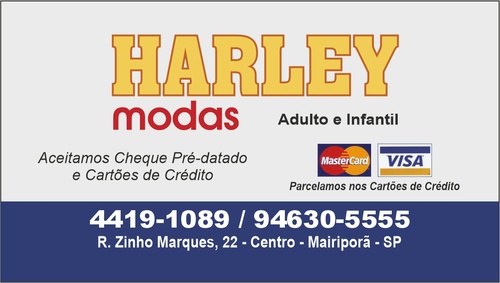 HARLEY
modas
Adulto e Infantil
Aceitamos Cheque Pré-datado
e Cartões de Crédito
MasterCard VISA
Parcelamos nos Cartões de Crédito
4419-1089 / 94630-5555
R. Zinho Marques, 22 - Centro - Mairiporã - SP